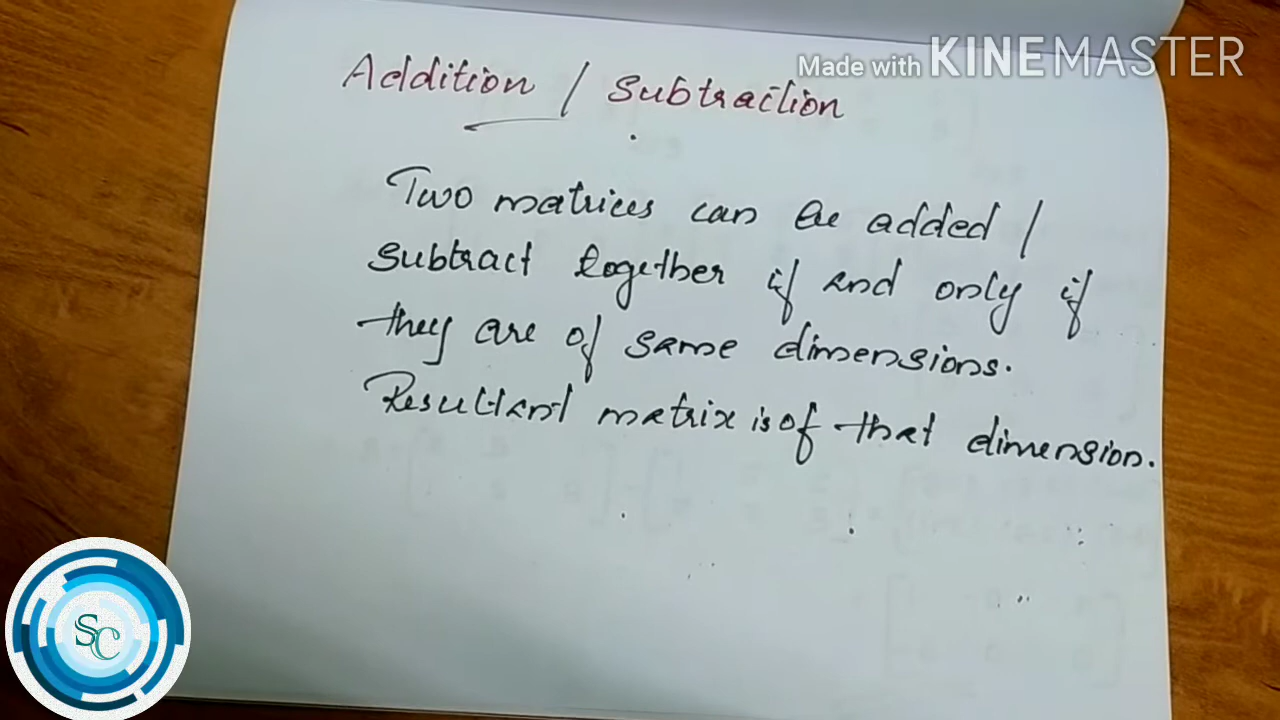 Made with KINEMASTER
Addition / Subtraction
Two matrices can be added /
subtract together if and only if
they are of same dimensions.
Resultant matrix is of that dimension.
SC